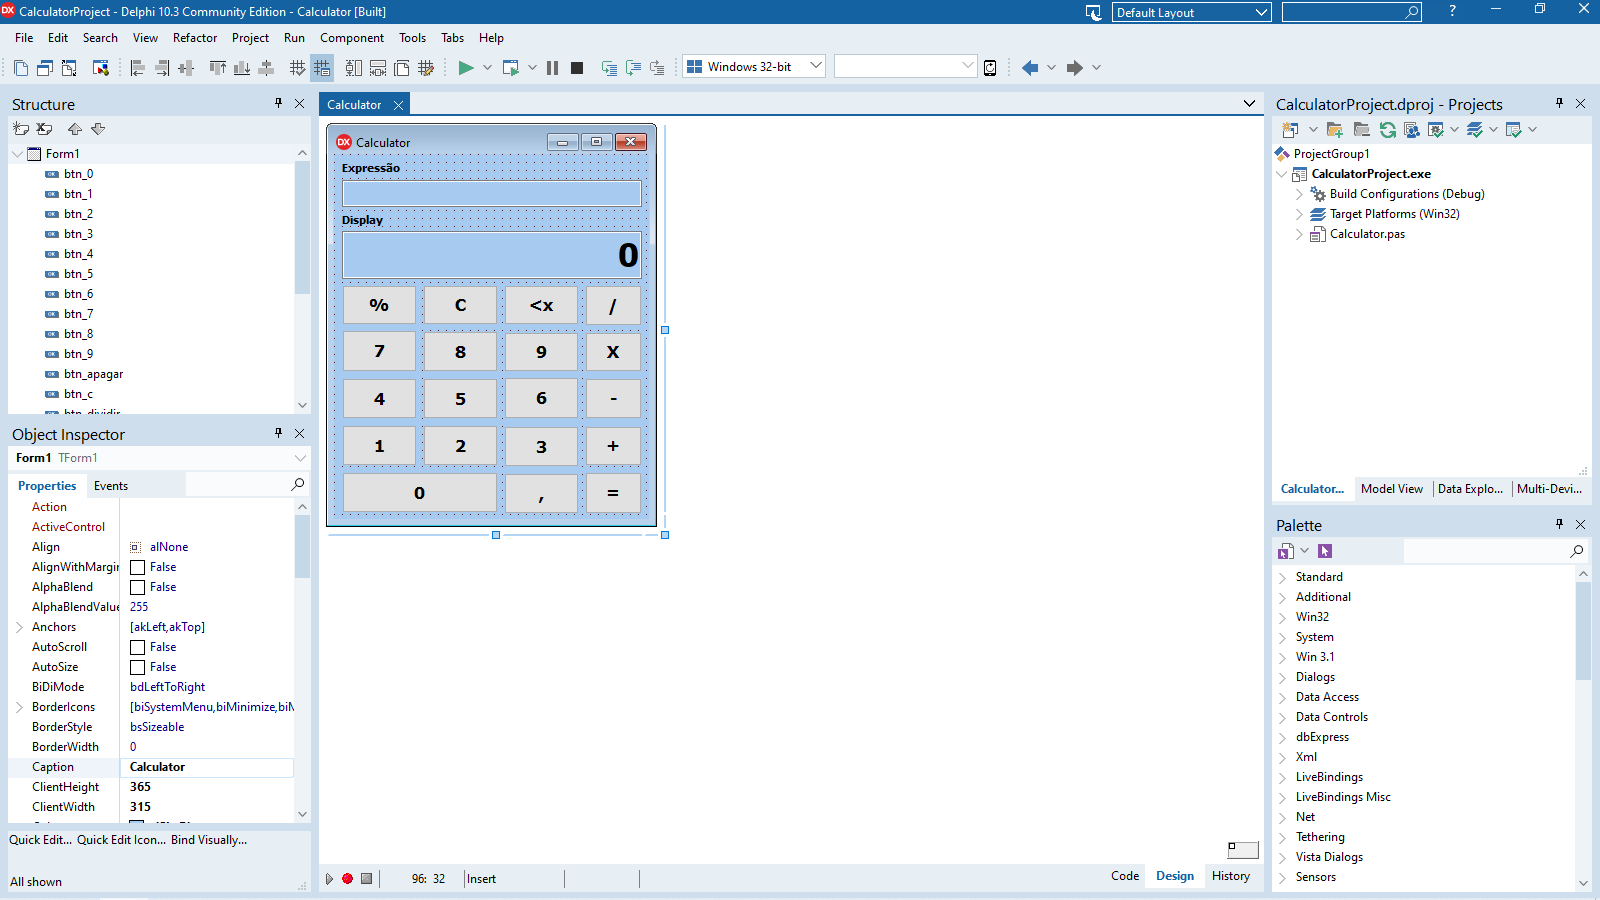 DX CalculatorProject - Delphi 10.3 Community Edition - Calculator [Built]
Default Layout
?
File Edit Search View Refactor Project Run Component Tools Tabs Help
Windows 32-bit
Structure
Form1
btn_0
btn_1
btn_2
btn_3
btn_4
btn_5
btn_6
btn_7
btn_8
btn_9
btn_apagar
btn_c
btn_dividir
Object Inspector
Form1 TForm1
Properties Events
Action
ActiveControl
Align alNone
AlignWithMargin False
AlphaBlend False
AlphaBlendValue 255
Anchors [akLeft,akTop]
AutoScroll False
AutoSize False
BiDiMode bdLeftToRight
BorderIcons [biSystemMenu,biMinimize,biM
BorderStyle bsSizeable
BorderWidth 0
Caption Calculator
ClientHeight 365
ClientWidth 315
Quick Edit... Quick Edit Icon... Bind Visually...
All shown
Calculator
DX Calculator
Expressão
Display
0
% C <x /
7 8 9 X
4 5 6 -
1 2 3 +
0 , =
96: 32 Insert
Code Design History
CalculatorProject.dproj - Projects
ProjectGroup1
CalculatorProject.exe
Build Configurations (Debug)
Target Platforms (Win32)
Calculator.pas
Calculator... Model View Data Explo... Multi-Devi...
Palette
Standard
Additional
Win32
System
Win 3.1
Dialogs
Data Access
Data Controls
dbExpress
Xml
LiveBindings
LiveBindings Misc
Net
Tethering
Vista Dialogs
Sensors